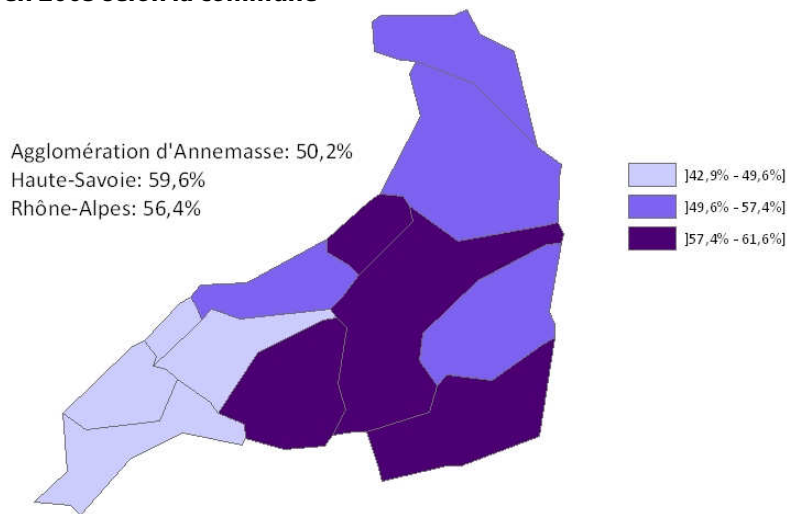 en 2005 selon la commune
Agglomération d'Annemasse: 50,2%
Haute-Savoie: 59,6%
Rhône-Alpes: 56,4%
]42,9% - 49,6%]
]49,6% - 57,4%]
]57,4% - 61,6%]